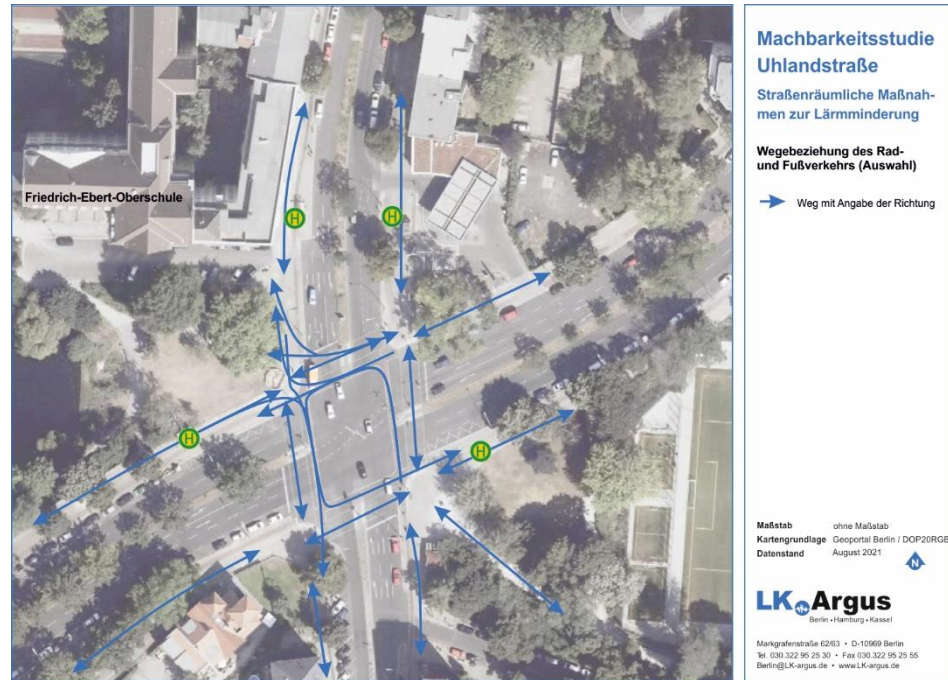 Friedrich-Ebert-Oberschule
H
H
H
H
Machbarkeitsstudie
Uhlandstraße
Straßenräumliche Maßnah-
men zur Lärmminderung
Wegebeziehung des Rad-
und Fußverkehrs (Auswahl)
Weg mit Angabe der Richtung
Maßstab ohne Maßstab
Kartengrundlage Geoportal Berlin / DOP20RGB
Datenstand August 2021
N
LK Argus
Berlin • Hamburg • Kassel
Markgrafenstraße 62/63 • D-10969 Berlin
Tel. 030.322 95 25 30 • Fax 030.322 95 25 55
Berlin@LK-argus.de • www.LK-argus.de